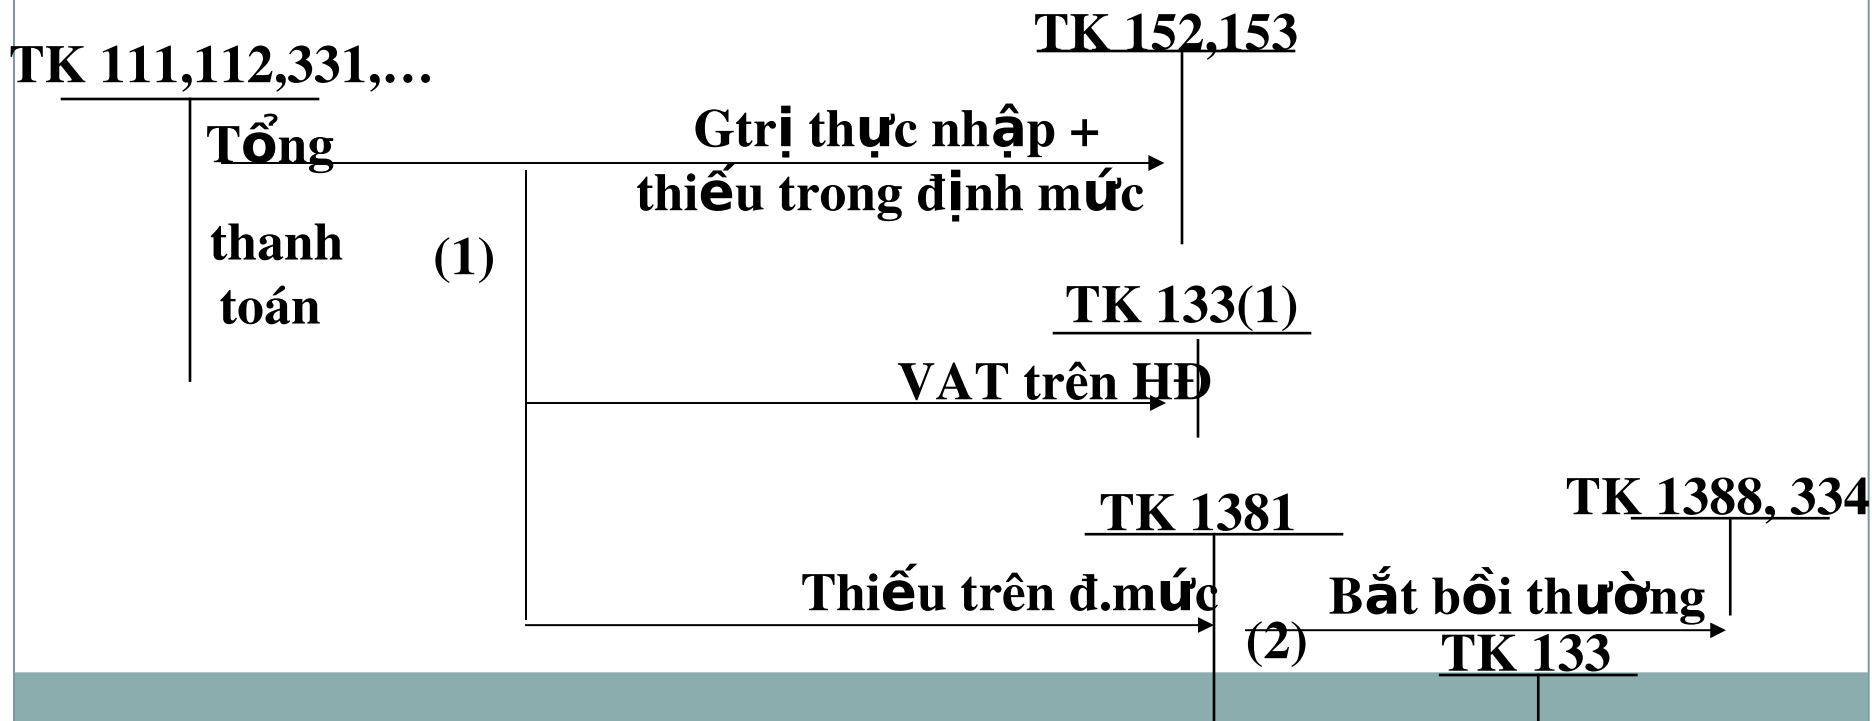 TK 152,153
TK 111,112,331,…
Tổng
thanh
toán
Gtrị thực nhập +
thiếu trong định mức
(1)
TK 133(1)
VAT trên HĐ
TK 1381
TK 1388, 334
Thiếu trên đ.mức
Bắt bồi thường
(2)
TK 133